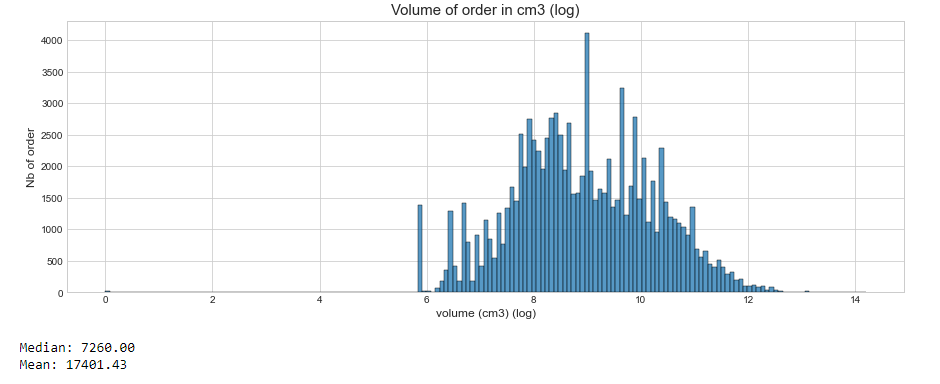 Volume of order in cm3 (log)
4000
3500
3000
2500
2000
1500
1000
500
0
Nb of order
0 2 4 6 8 10 12 14
volume (cm3) (log)
Median: 7260.00
Mean: 17401.43